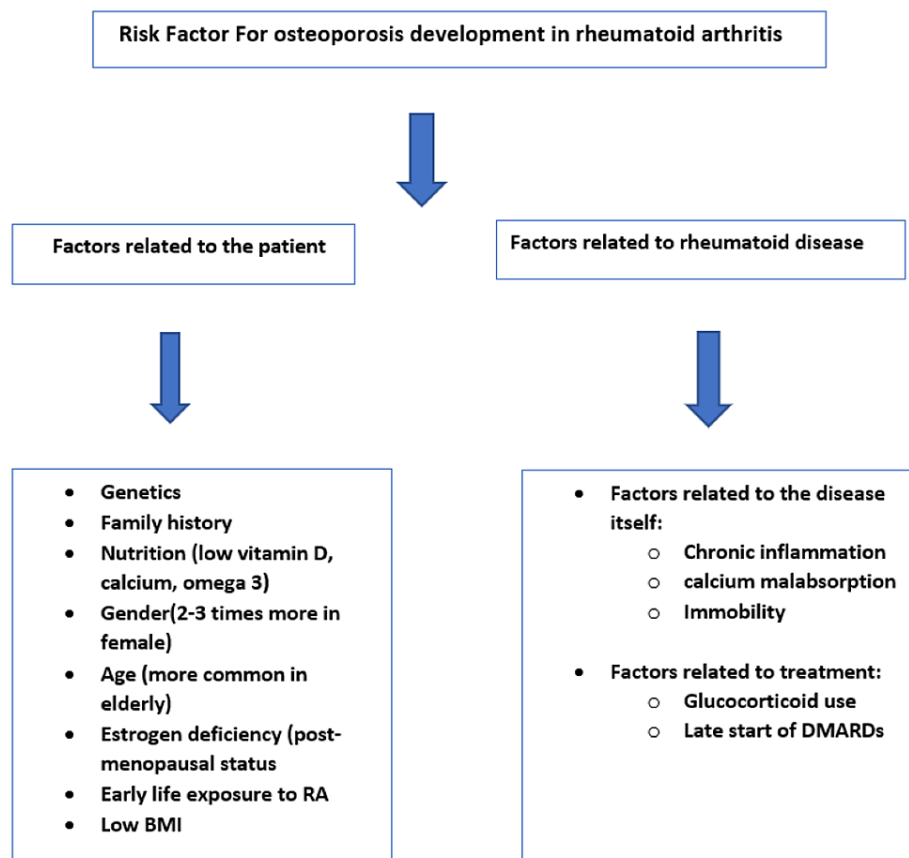 Risk Factor For osteoporosis development in rheumatoid arthritis
Factors related to the patient
Factors related to rheumatoid disease
• Genetics
• Family history
• Nutrition (low vitamin D,
calcium, omega 3)
• Gender(2-3 times more in
female)
• Age (more common in
elderly)
• Estrogen deficiency (post-
menopausal status
• Early life exposure to RA
• Low BMI
• Factors related to the disease
itself:
o Chronic inflammation
o calcium malabsorption
o Immobility
• Factors related to treatment:
o Glucocorticoid use
o Late start of DMARDs